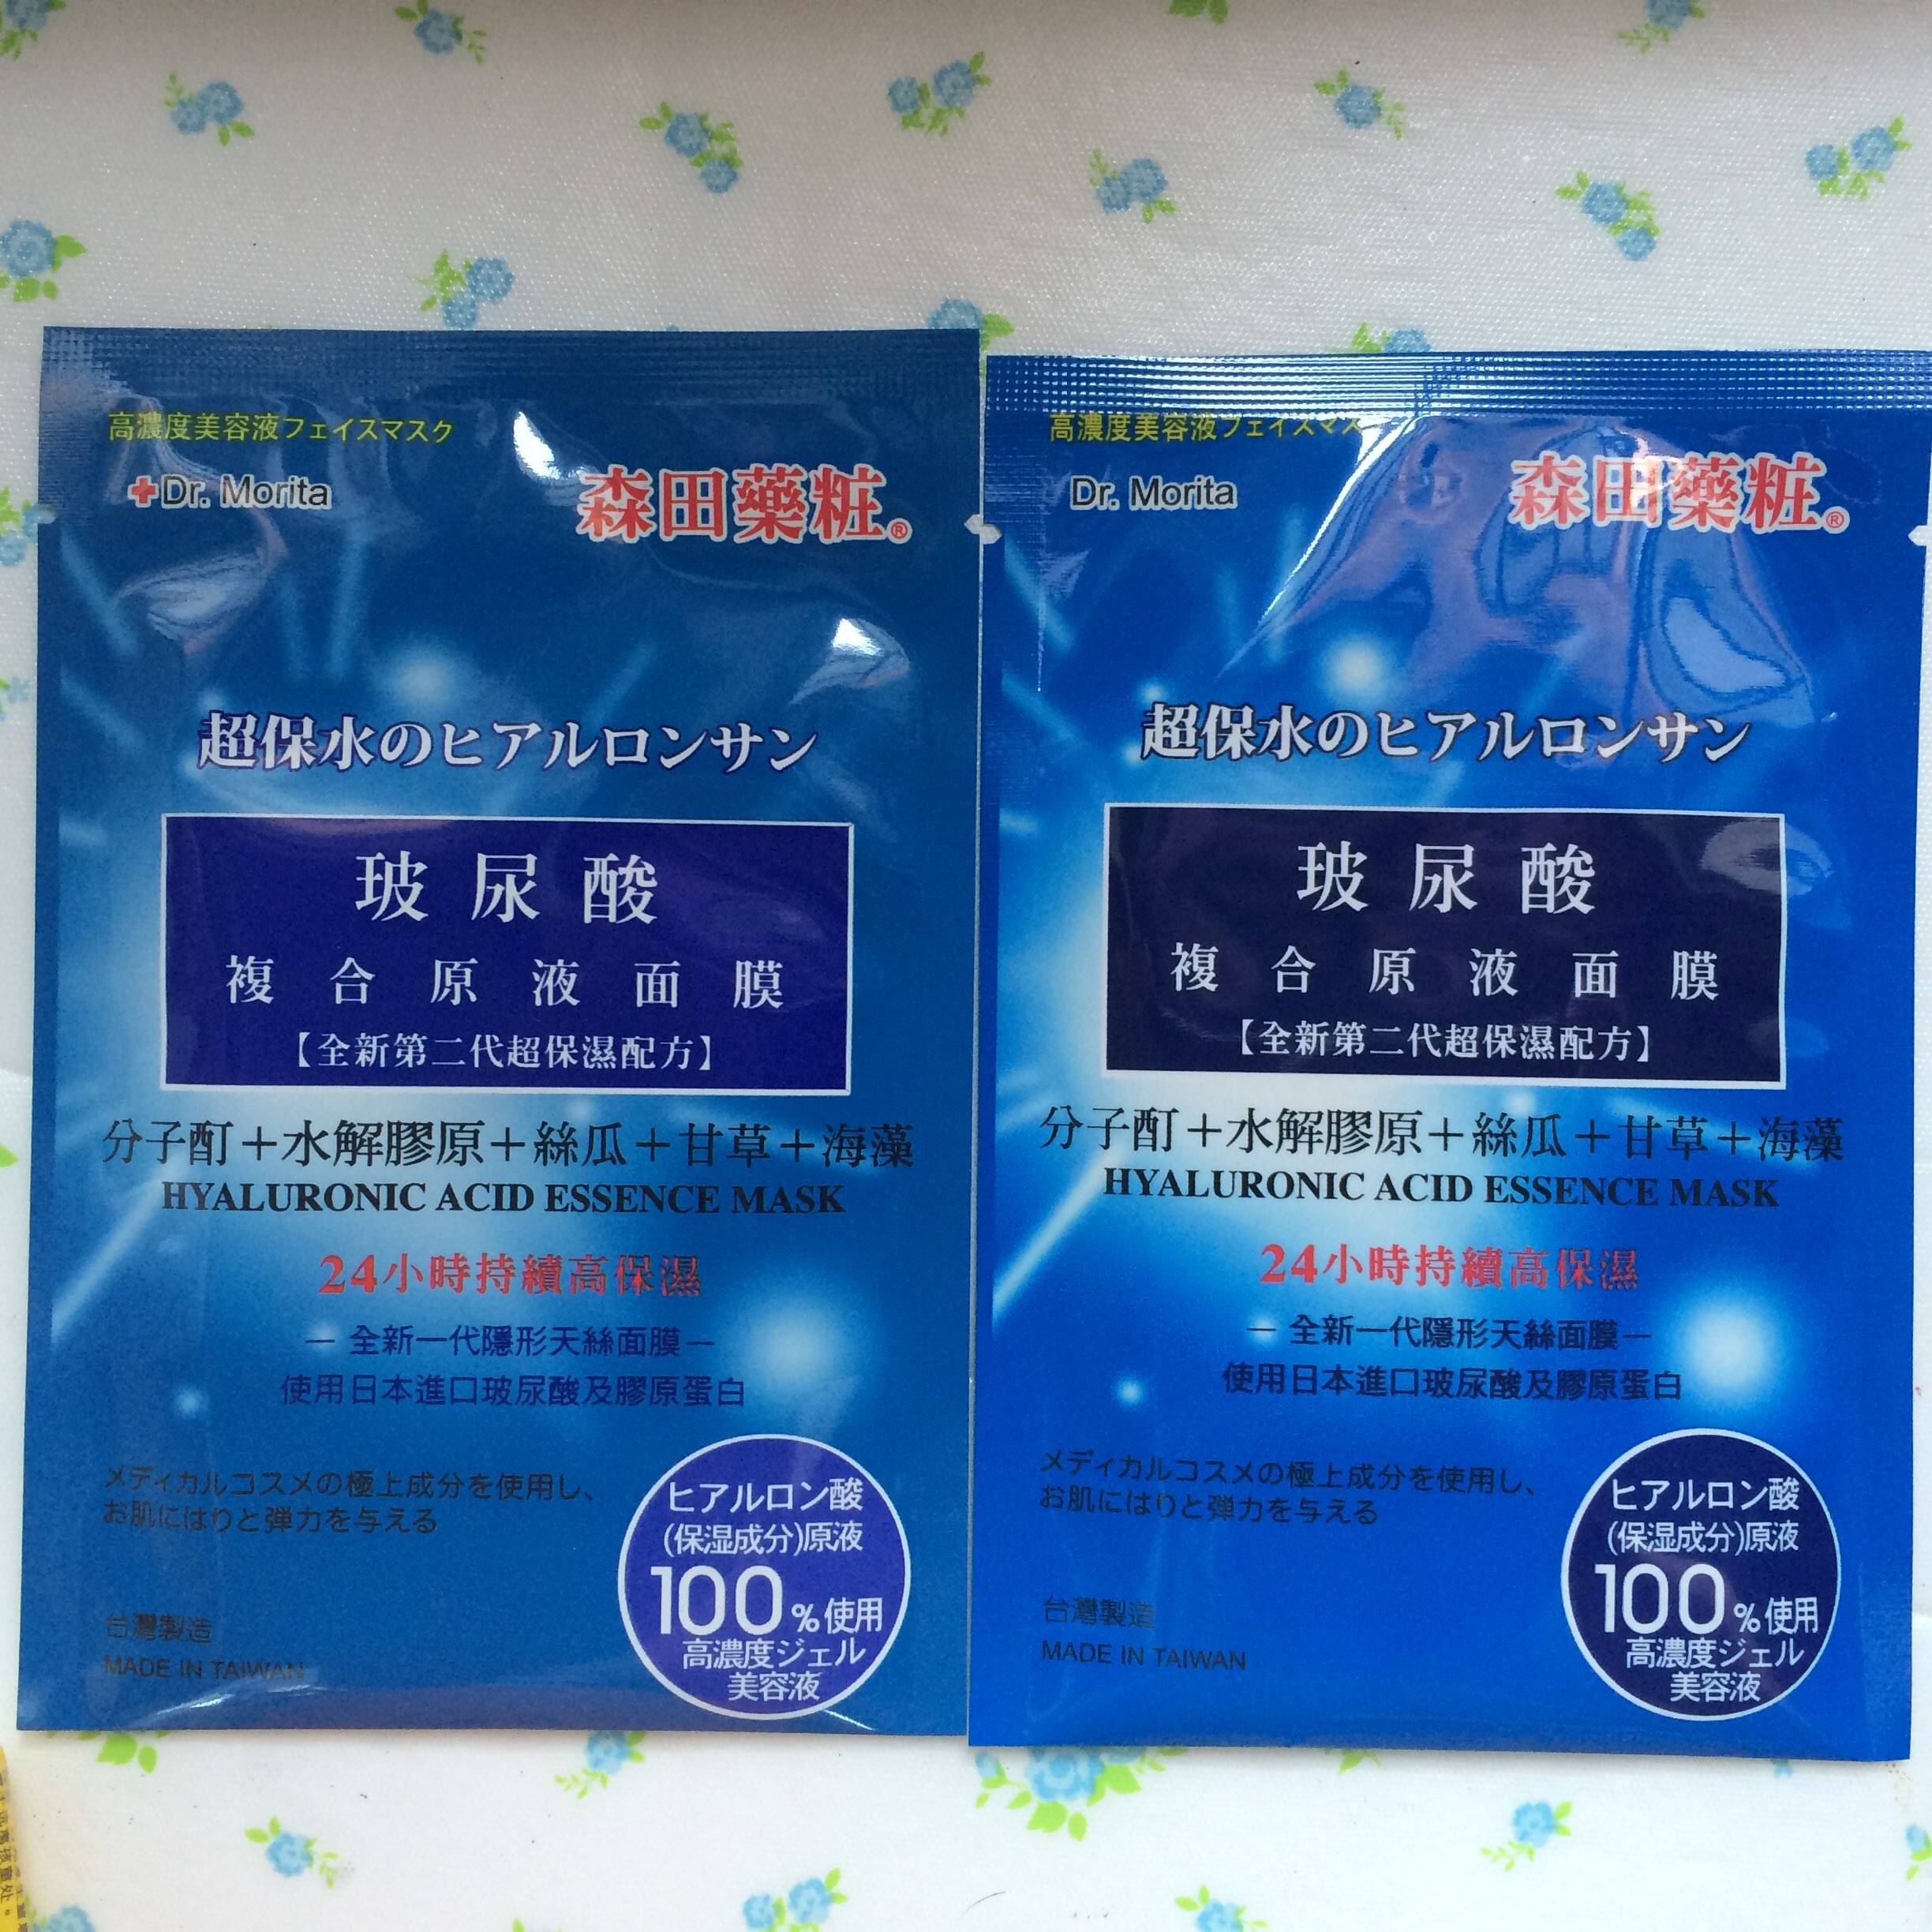 高濃度美容液フェイスマスク
Dr. Morita
森田藥粧®
超保水のヒアルロンサン
玻尿酸
複合原液面膜
【全新第二代超保濕配方】
分子酊+水解膠原+絲瓜+甘草+海藻
HYALURONIC ACID ESSENCE MASK
24小時持續高保濕
— 全新一代隱形天絲面膜—
使用日本進口玻尿酸及膠原蛋白
メディカルコスメの極上成分を使用し、
お肌にはりと弾力を与える
台灣製造
MADE IN TAIWAN
ヒアルロン酸
(保湿成分)原液
100%使用
高濃度ジェル
美容液
高濃度美容液フェイスマス
Dr. Morita
森田藥粧®
超保水のヒアルロンサン
玻尿酸
複合原液面膜
【全新第二代超保濕配方】
分子酊+水解膠原+絲瓜+甘草+海藻
HYALURONIC ACID ESSENCE MASK
24小時持續高保濕
— 全新一代隱形天絲面膜—
使用日本進口玻尿酸及膠原蛋白
メディカルコスメの極上成分を使用し、
お肌にはりと弾力を与える
台灣製造
MADE IN TAIWAN
ヒアルロン酸
(保湿成分)原液
100%使用
高濃度ジェル
美容液